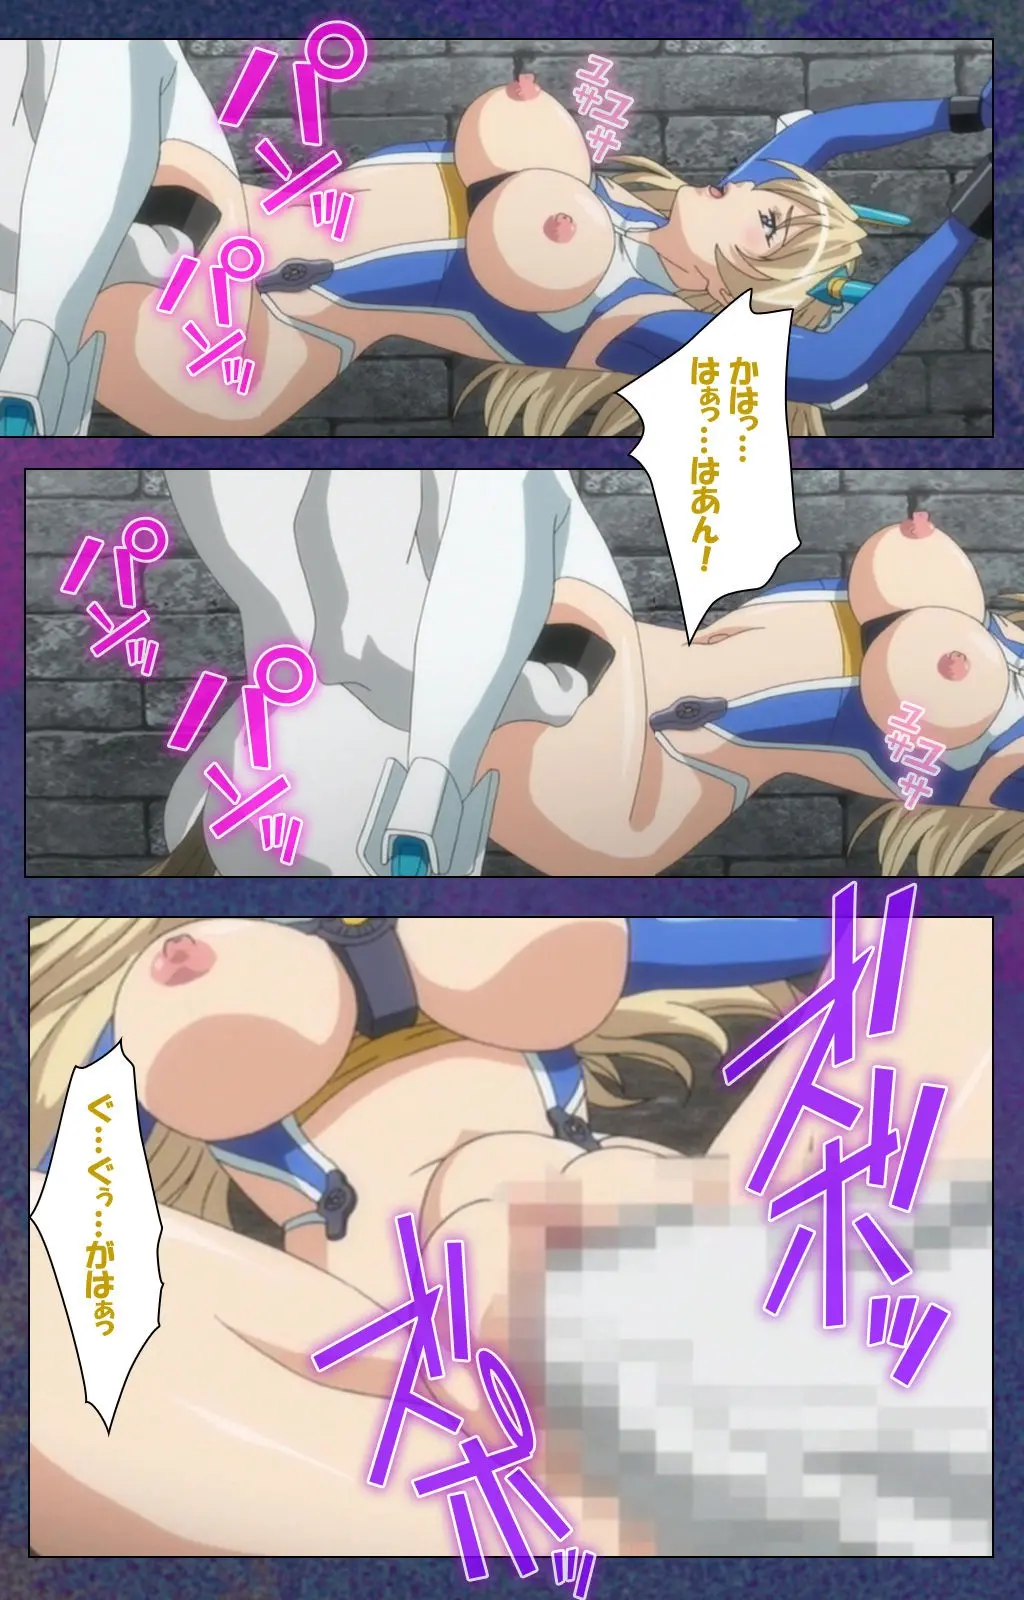 パンッ
パンッ
ユサユサ
かはっ…
はぁっ…はあん！
パンッ
パンッ
ユサユサ
ズボッ
ぐ…ぐぅ…がはぁっ
ズポッ